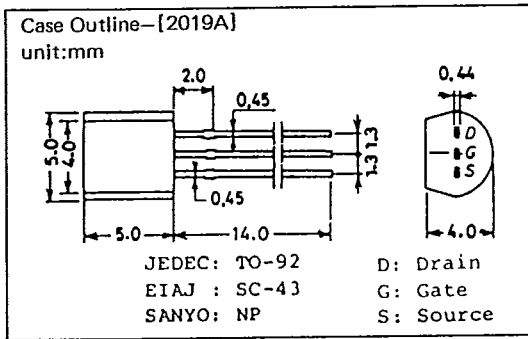 Case Outline–[2019A]
unit:mm
2.0
0.44
0,45
5.0
4.0
1.3
1.3
D
G
S
0,45
5.0
14.0
4.0
JEDEC: TO-92
D: Drain
EIAJ : SC-43
G: Gate
SANYO: NP
S: Source